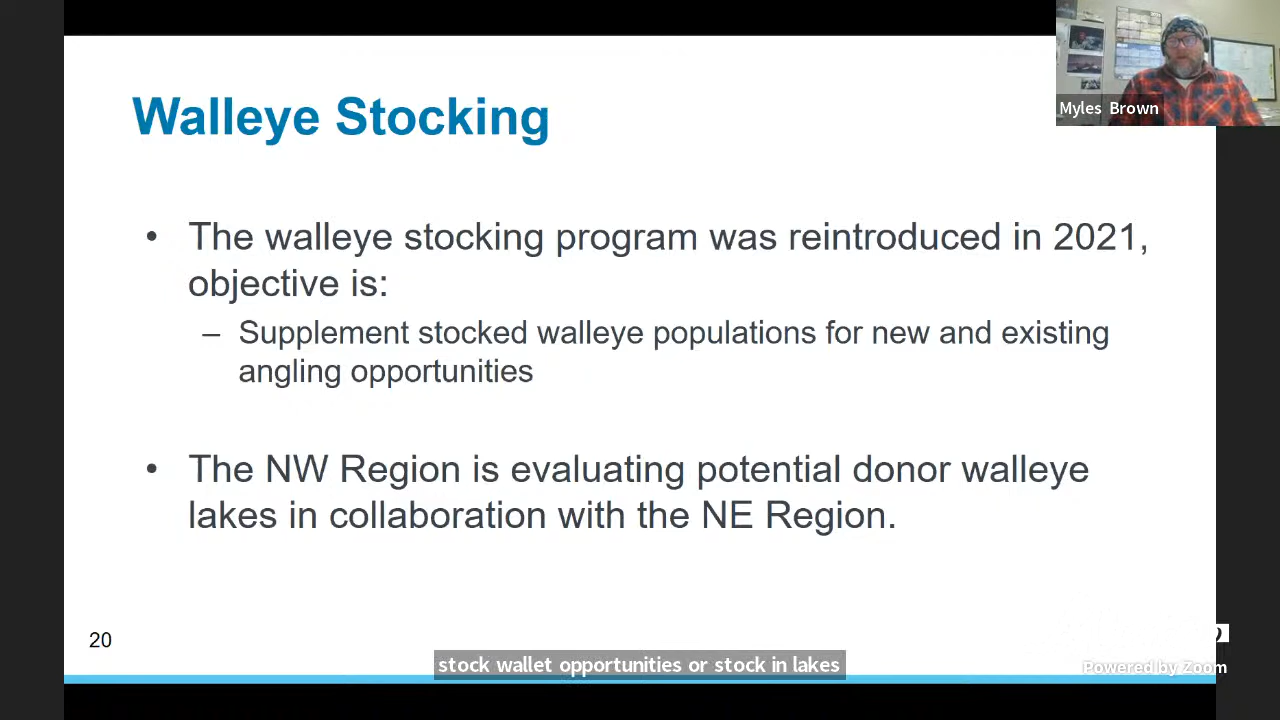 Myles Brown
Walleye Stocking
• The walleye stocking program was reintroduced in 2021,
objective is:
– Supplement stocked walleye populations for new and existing
angling opportunities
• The NW Region is evaluating potential donor walleye
lakes in collaboration with the NE Region.
20
stock wallet opportunities or stock in lakes
Powered by Zoom